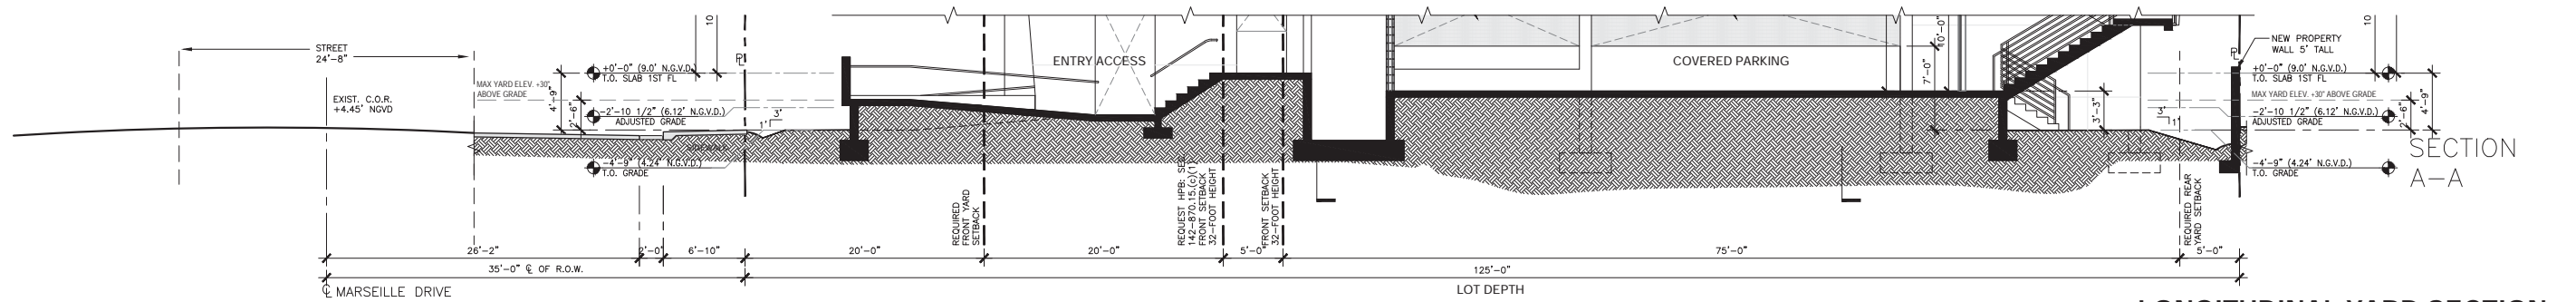 STREET
24'-8"
EXIST. C.O.R.
+4.45' NGVD
MAX YARD ELEV. +30"
ABOVE GRADE
4'-9"
2'-6"
+0'-0" (9.0' N.G.V.D.)
T.O. SLAB 1ST FL
-2'-10 1/2" (6.12' N.G.V.D.)
ADJUSTED GRADE
SIDEWALK
-4'-9" (4.24' N.G.V.D.)
T.O. GRADE
10
3'
1'
ENTRY ACCESS
COVERED PARKING
7'-0"
10'-0"
3'-3"
3'
1'
NEW PROPERTY
WALL 5' TALL
+0'-0" (9.0' N.G.V.D.)
T.O. SLAB 1ST FL
MAX YARD ELEV. +30" ABOVE GRADE
-2'-10 1/2" (6.12' N.G.V.D.)
ADJUSTED GRADE
-4'-9" (4.24' N.G.V.D.)
T.O. GRADE
10
2'-6"
4'-9"
SECTION
A-A
REQUIRED
FRONT YARD
SETBACK
REQUEST HPB: SEC
142-870.15.(c)(1)
FRONT SETBACK
32-FOOT HEIGHT
FRONT SETBACK
32-FOOT HEIGHT
REQUIRED REAR
YARD SETBACK
26'-2"
2'-0"
6'-10"
20'-0"
20'-0"
5'-0"
75'-0"
5'-0"
35'-0" ℄ OF R.O.W.
125'-0"
℄ MARSEILLE DRIVE
LOT DEPTH
LONGITUDINAL YARD SECTION